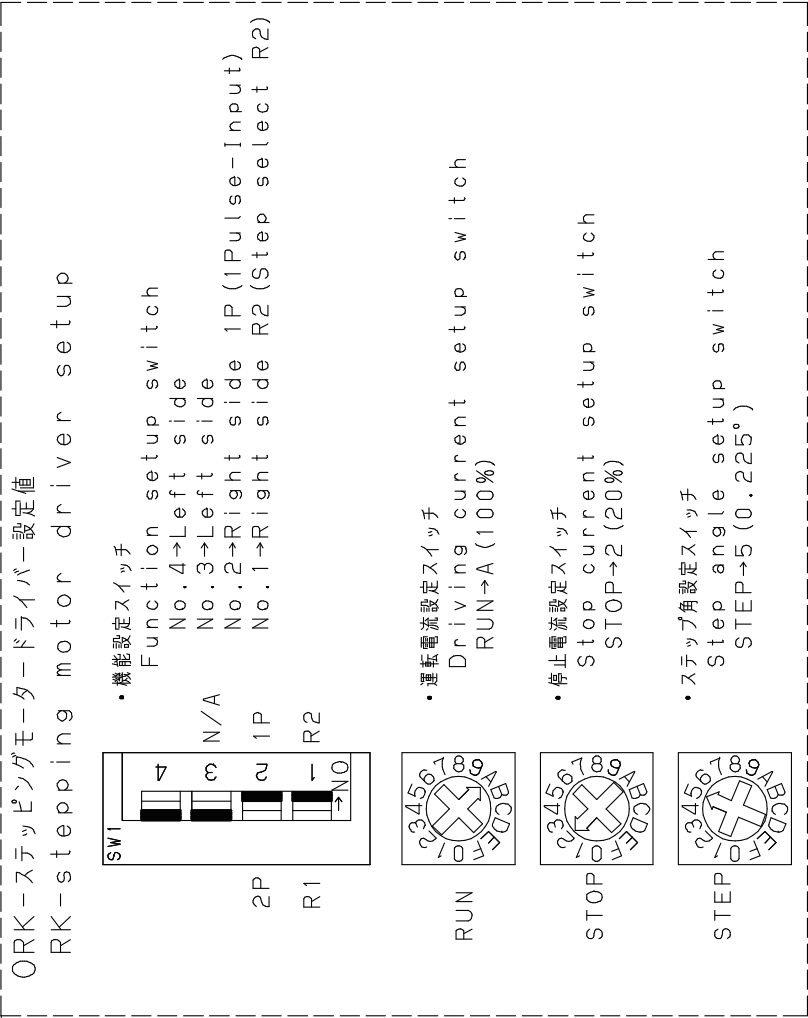 ○RK-ステッピングモータードライバー設定値
RK-stepping motor driver setup
・機能設定スイッチ
Function setup switch
No.4→Left side
No.3→Left side
No.2→Right side 1P(1Pulse-Input)
No.1→Right side R2(Step select R2)
SW1
4
3
N/A
2P
2
1P
R1
1
R2
→ON
・運転電流設定スイッチ
Driving current setup switch
RUN→A(100%)
RUN
0123456789ABCDEF
・停止電流設定スイッチ
Stop current setup switch
STOP→2(20%)
STOP
0123456789ABCDEF
・ステップ角設定スイッチ
Step angle setup switch
STEP→5(0.225°)
STEP
0123456789ABCDEF